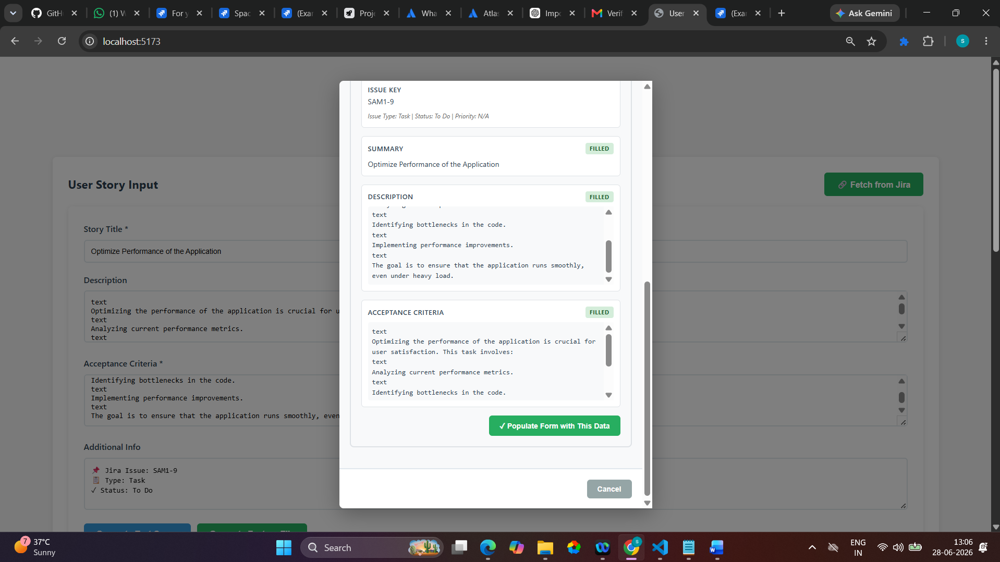 GitH
(1) W
For y
Spac
(Exar
Proje
Wha
Atlas
Impo
Verif
User
(Exar
Ask Gemini
localhost:5173
S
ISSUE KEY
SAM1-9
Issue Type: Task | Status: To Do | Priority: N/A
SUMMARY
FILLED
Optimize Performance of the Application
DESCRIPTION
FILLED
text
Identifying bottlenecks in the code.
text
Implementing performance improvements.
text
The goal is to ensure that the application runs smoothly,
even under heavy load.
ACCEPTANCE CRITERIA
FILLED
text
Optimizing the performance of the application is crucial for
user satisfaction. This task involves:
text
Analyzing current performance metrics.
text
Identifying bottlenecks in the code.
✓ Populate Form with This Data
Cancel
User Story Input
Fetch from Jira
Story Title *
Optimize Performance of the Application
Description
text
Optimizing the performance of the application is crucial for u
text
Analyzing current performance metrics.
text
Acceptance Criteria *
Identifying bottlenecks in the code.
text
Implementing performance improvements.
text
The goal is to ensure that the application runs smoothly, even
Additional Info
📌 Jira Issue: SAM1-9
📋 Type: Task
✓ Status: To Do
7
37°C
Sunny
Search
S
ENG
IN
13:06
28-06-2026